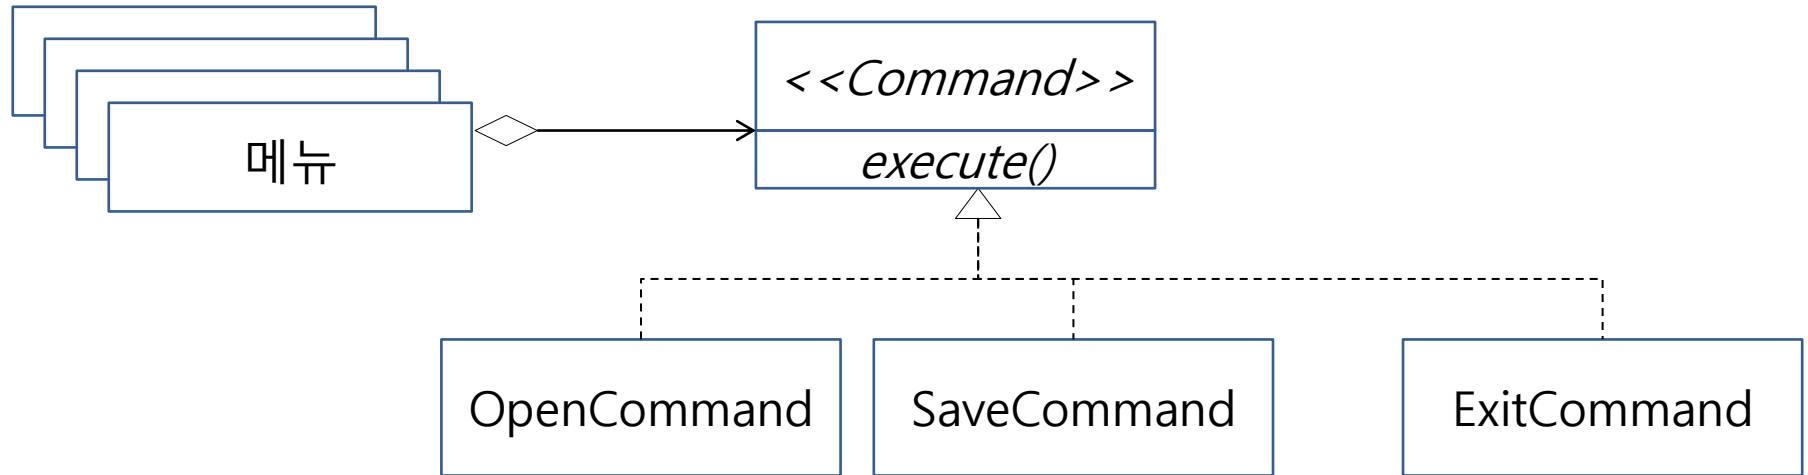 <<Command>>
메뉴
execute()
OpenCommand
SaveCommand
ExitCommand